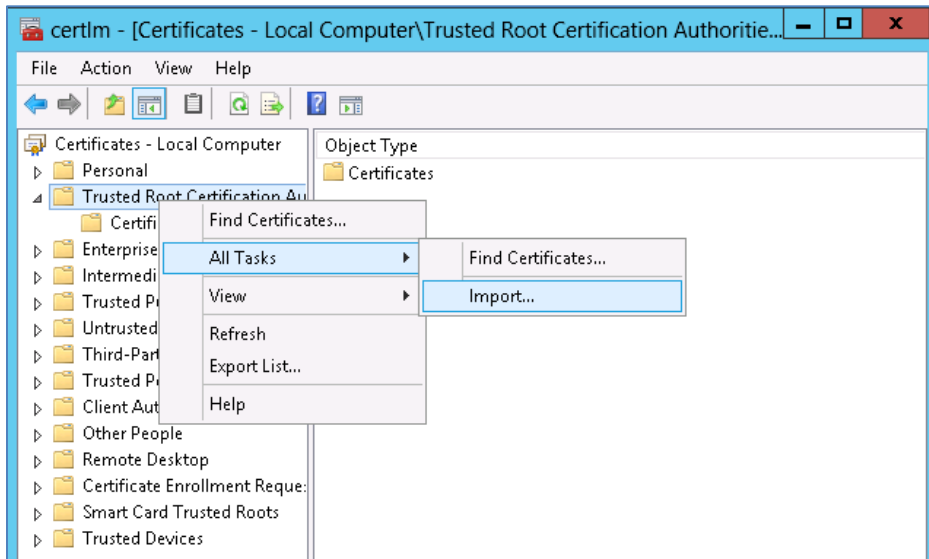 certlm - [Certificates - Local Computer\Trusted Root Certification Authoritie...
File Action View Help
Certificates - Local Computer
Object Type
Personal
Certificates
Trusted Root Certification Au
Certifi
Find Certificates...
Enterprise
All Tasks
Find Certificates...
Intermedi
View
Import...
Trusted P
Untrusted
Refresh
Third-Part
Export List...
Trusted P
Client Aut
Help
Other People
Remote Desktop
Certificate Enrollment Reque
Smart Card Trusted Roots
Trusted Devices